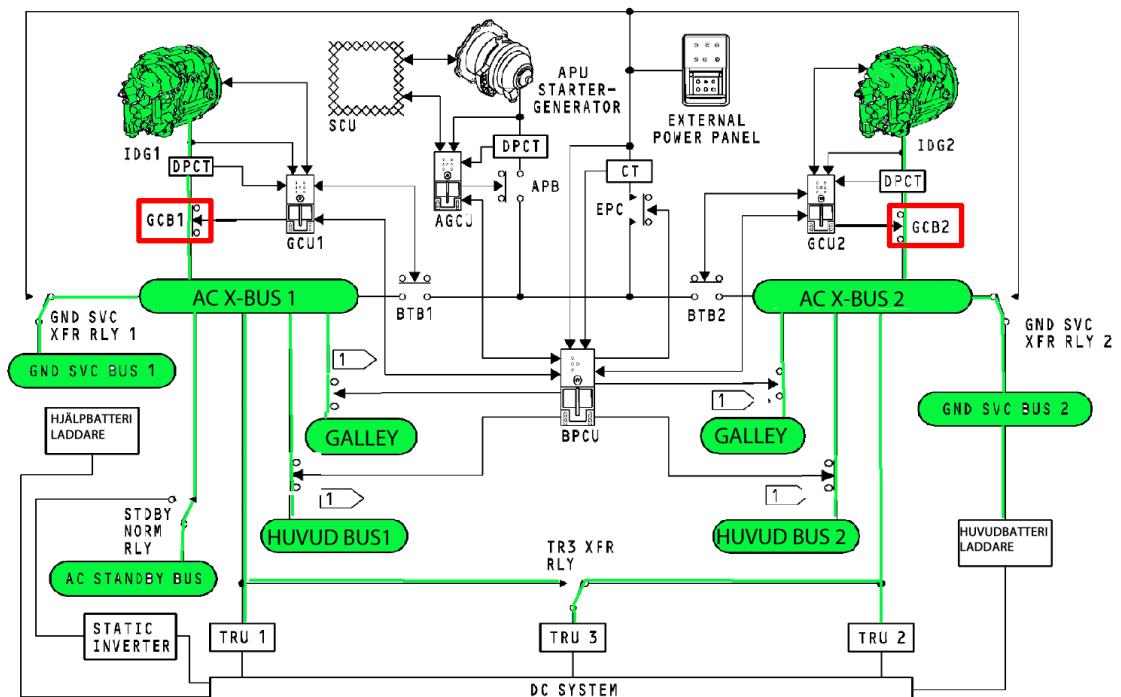 IDG1
SCU
APU
STARTER-
GENERATOR
EXTERNAL
POWER PANEL
IDG2
DPCT
DPCT
CT
DPCT
GCB1
GCU1
AGCU
APB
EPC
GCU2
GCB2
AC X-BUS 1
BTB1
BTB2
AC X-BUS 2
GND SVC
XFR RLY 1
GND SVC
XFR RLY 2
GND SVC BUS 1
1
1
GND SVC BUS 2
HJÄLPBATTERI
LADDARE
GALLEY
BPCU
GALLEY
1
1
STDBY
NORM
RLY
HUVUD BUS1
HUVUD BUS 2
HUVUDBATTERI
LADDARE
AC STANDBY BUS
TR3 XFR
RLY
STATIC
INVERTER
TRU 1
TRU 3
TRU 2
DC SYSTEM